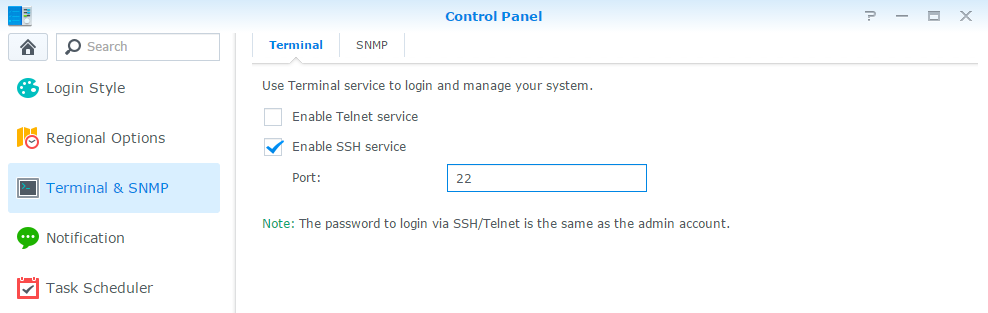 Control Panel
Search
Login Style
Regional Options
Terminal & SNMP
Notification
Task Scheduler
Terminal SNMP
Use Terminal service to login and manage your system.
Enable Telnet service
Enable SSH service
Port: 22
Note: The password to login via SSH/Telnet is the same as the admin account.